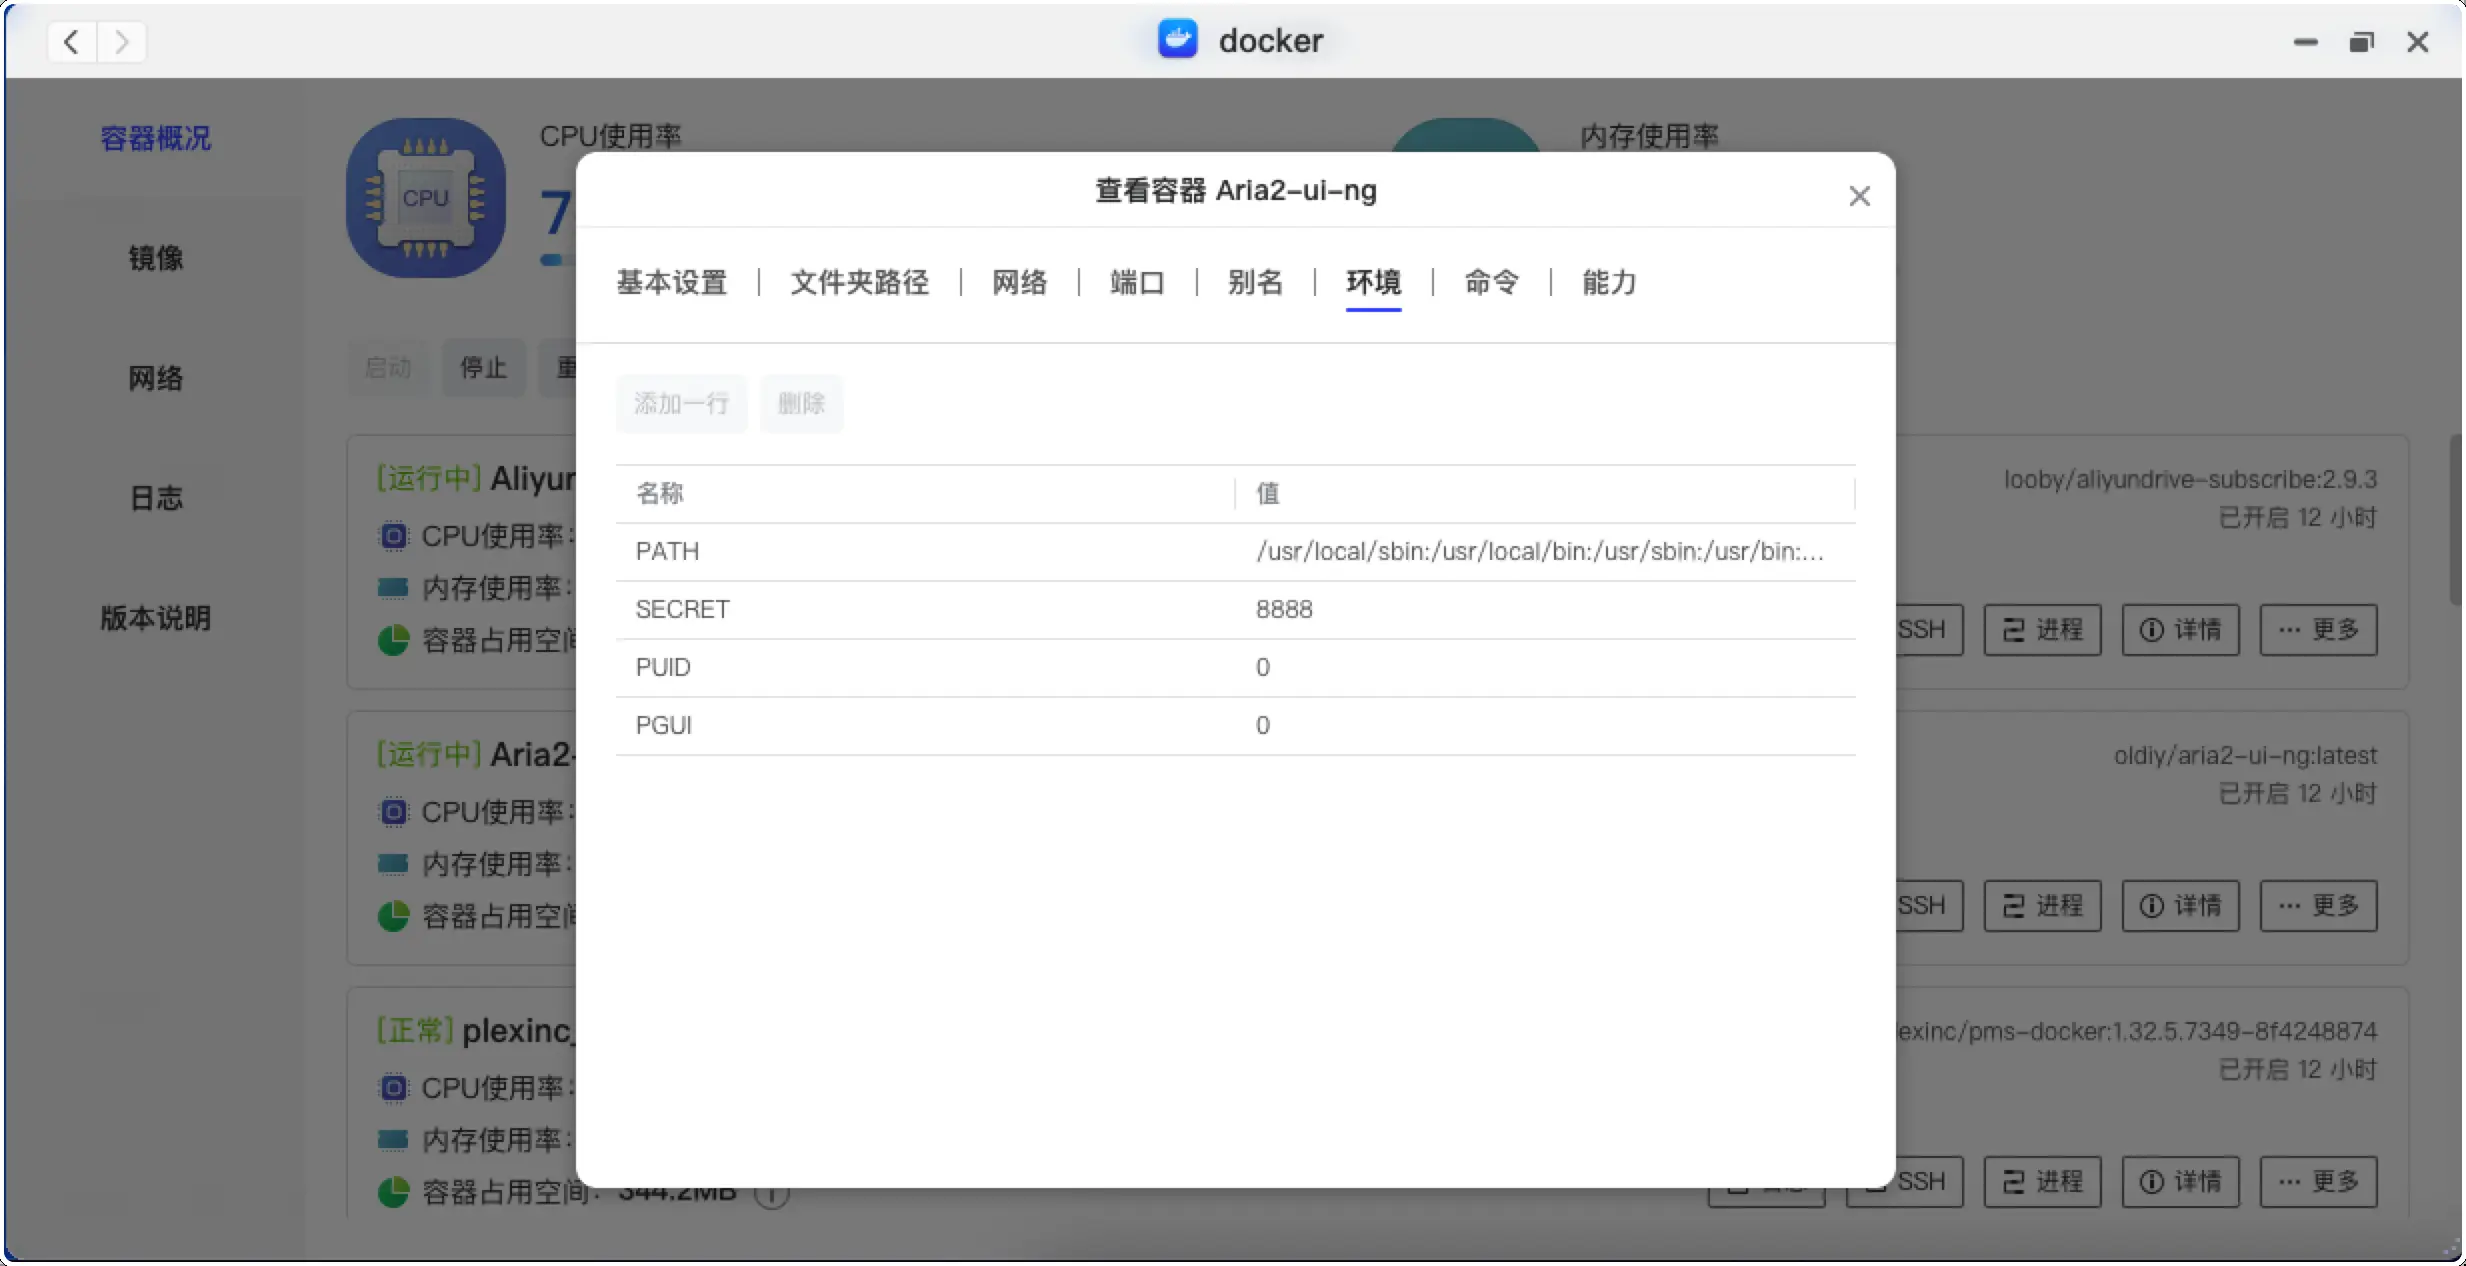 docker
容器概况
镜像
网络
日志
版本说明
CPU
CPU使用率
7
内存使用率
启动 停止 重
查看容器 Aria2-ui-ng
基本设置 | 文件夹路径 | 网络 | 端口 | 别名 | 环境 | 命令 | 能力
添加一行 删除
名称 值
PATH /usr/local/sbin:/usr/local/bin:/usr/sbin:/usr/bin:...
SECRET 8888
PUID 0
PGUI 0
[运行中] Aliyun
looby/aliyundrive-subscribe:2.9.3
已开启 12 小时
CPU使用率:
内存使用率:
容器占用空间
SSH 进程 详情 ··· 更多
[运行中] Aria2-
oldiy/aria2-ui-ng:latest
已开启 12 小时
CPU使用率:
内存使用率:
容器占用空间
SSH 进程 详情 ··· 更多
[正常] plexinc_
exinc/pms-docker:1.32.5.7349-8f4248874
已开启 12 小时
CPU使用率:
内存使用率:
容器占用空间: 344.2MB
SSH 进程 详情 ··· 更多